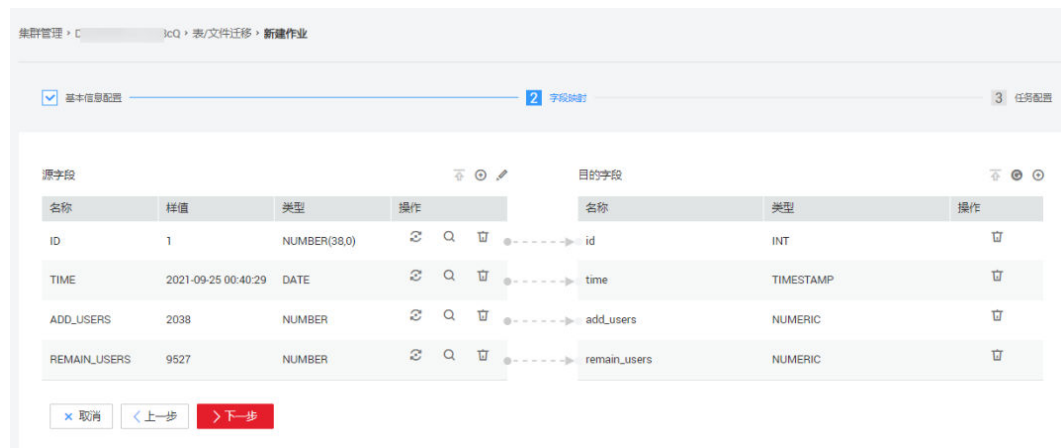 集群管理 › D cQ › 表/文件迁移 › 新建作业
基本信息配置 2 字段映射 3 任务配置
源字段 目的字段
名称 样值 类型 操作 名称 类型 操作
ID 1 NUMBER(38,0) id INT
TIME 2021-09-25 00:40:29 DATE time TIMESTAMP
ADD_USERS 2038 NUMBER add_users NUMERIC
REMAIN_USERS 9527 NUMBER remain_users NUMERIC
× 取消 < 上一步 > 下一步